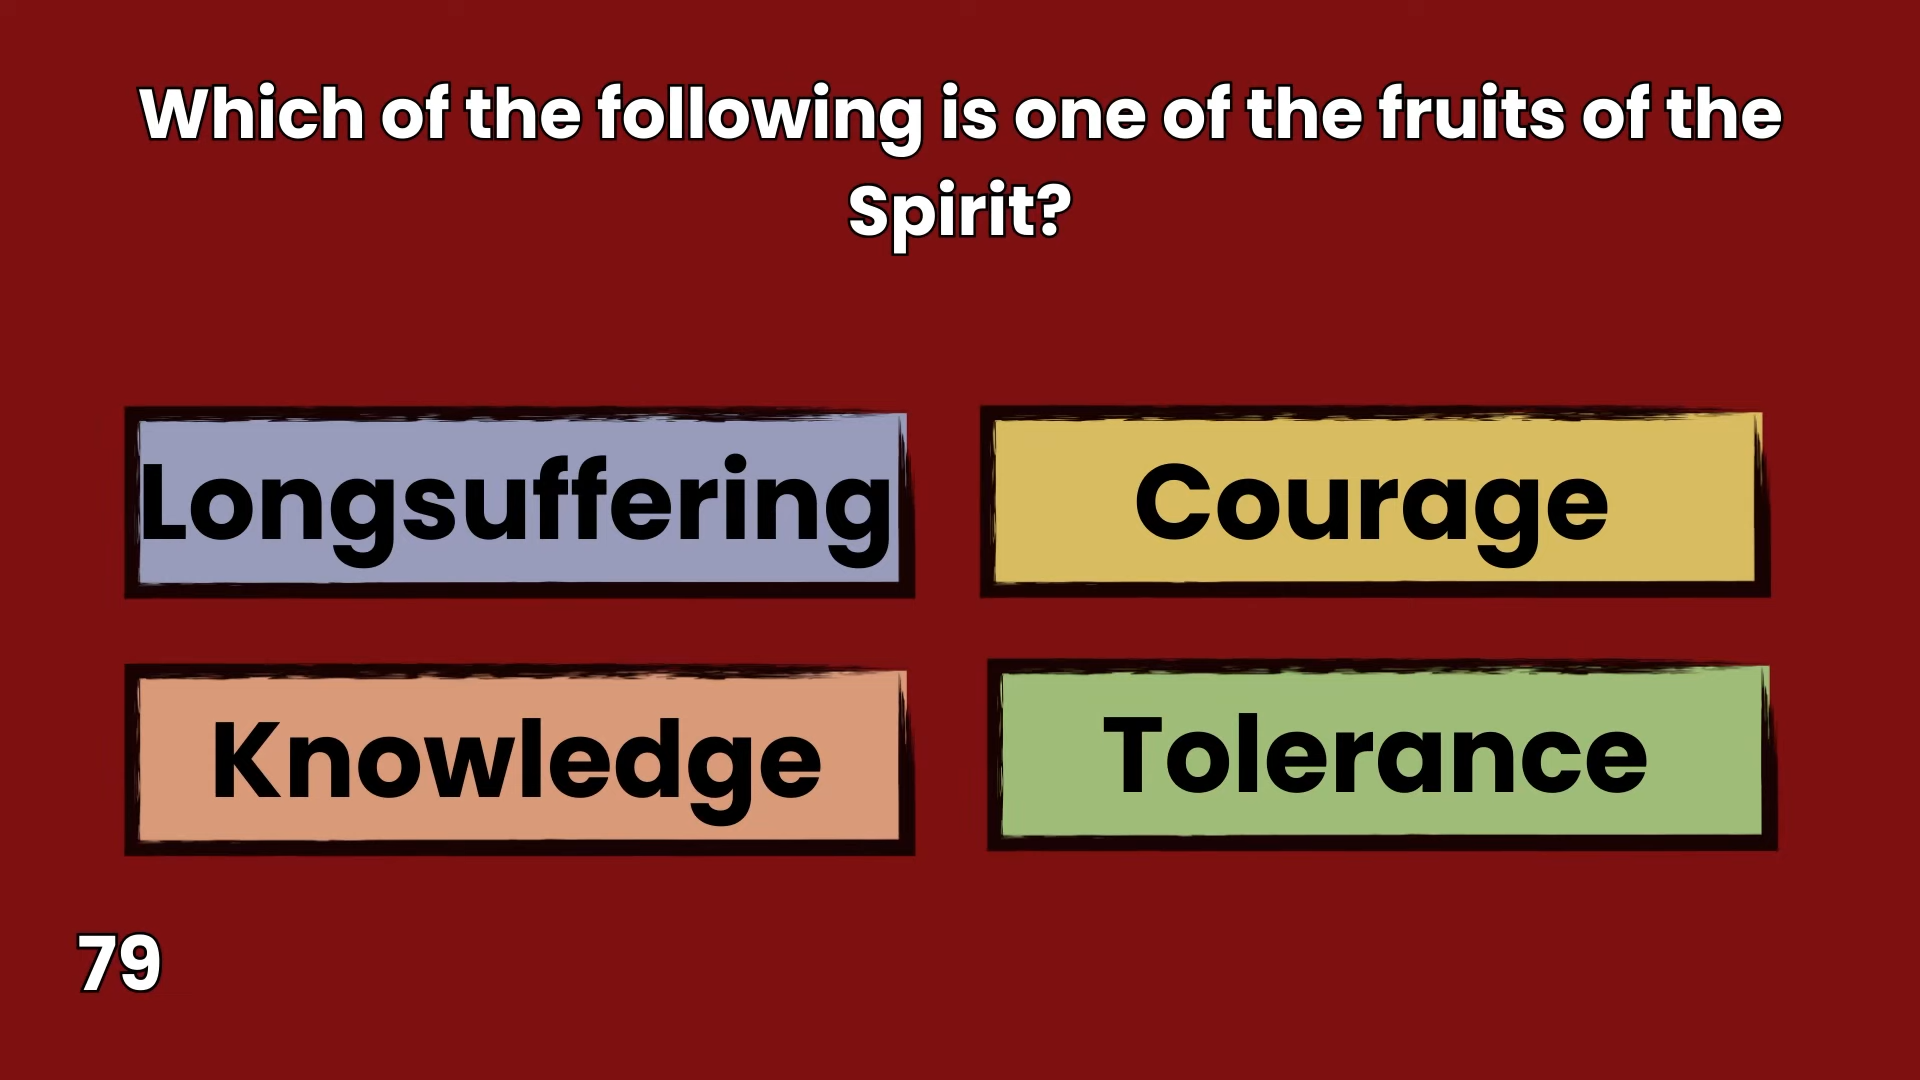 Which of the following is one of the fruits of the
Spirit?
Longsuffering
Courage
Knowledge
Tolerance
79